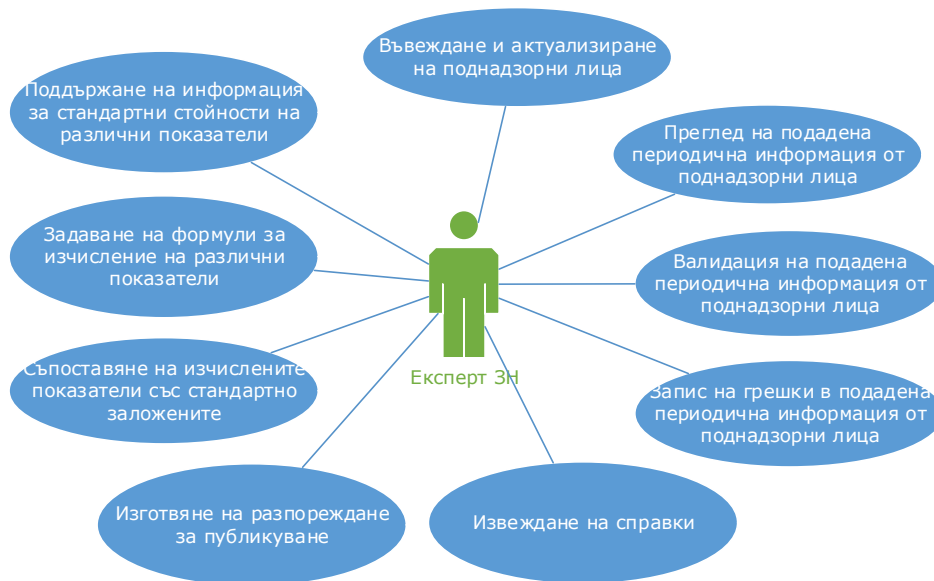 Въвеждане и актуализиране
на поднадзорни лица
Поддържане на информация
за стандартни стойности на
различни показатели
Преглед на подадена
периодична информация от
поднадзорни лица
Задаване на формули за
изчисление на различни
показатели
Валидация на подадена
периодична информация от
поднадзорни лица
Съпоставяне на изчислените
показатели със стандартно
заложените
Експерт ЗН
Запис на грешки в подадена
периодична информация от
поднадзорни лица
Изготвяне на разпореждане
за публикуване
Извеждане на справки